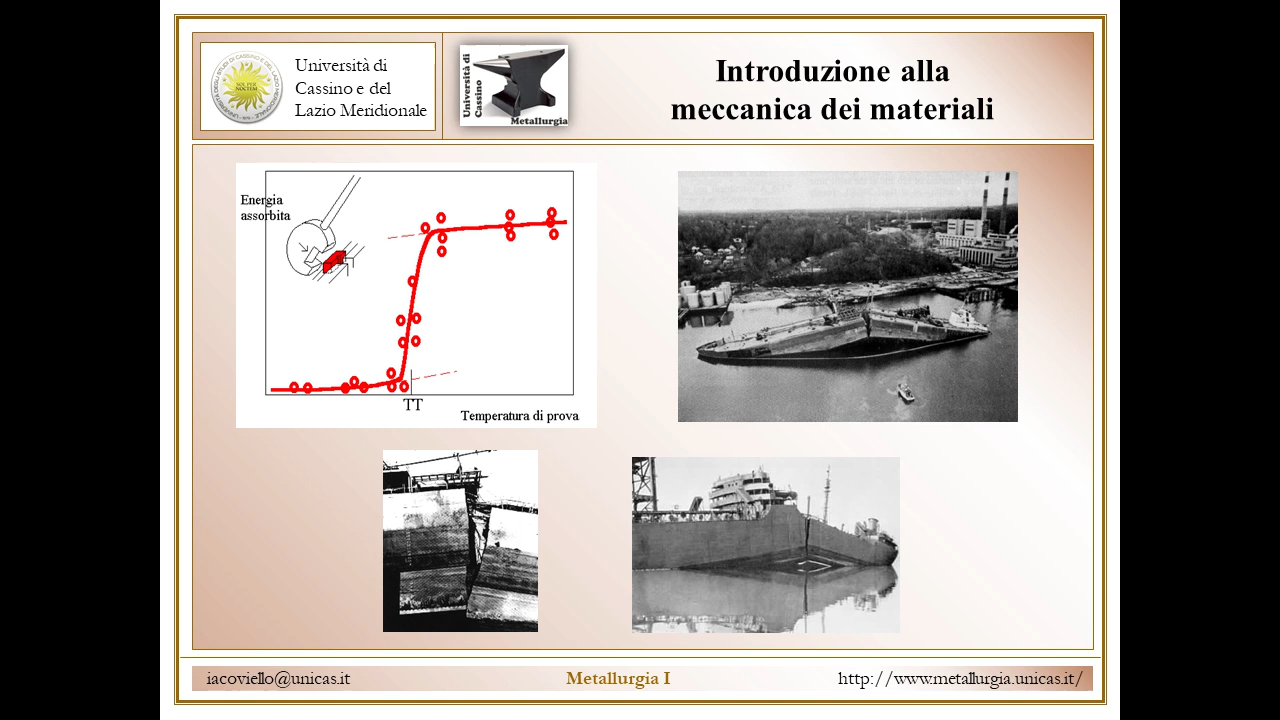 Università di
Cassino e del
Lazio Meridionale
Università di
Cassino
Metallurgia
Introduzione alla
meccanica dei materiali
Energia
assorbita
TT
Temperatura di prova
iacoviello@unicas.it
Metallurgia I
http://www.metallurgia.unicas.it/